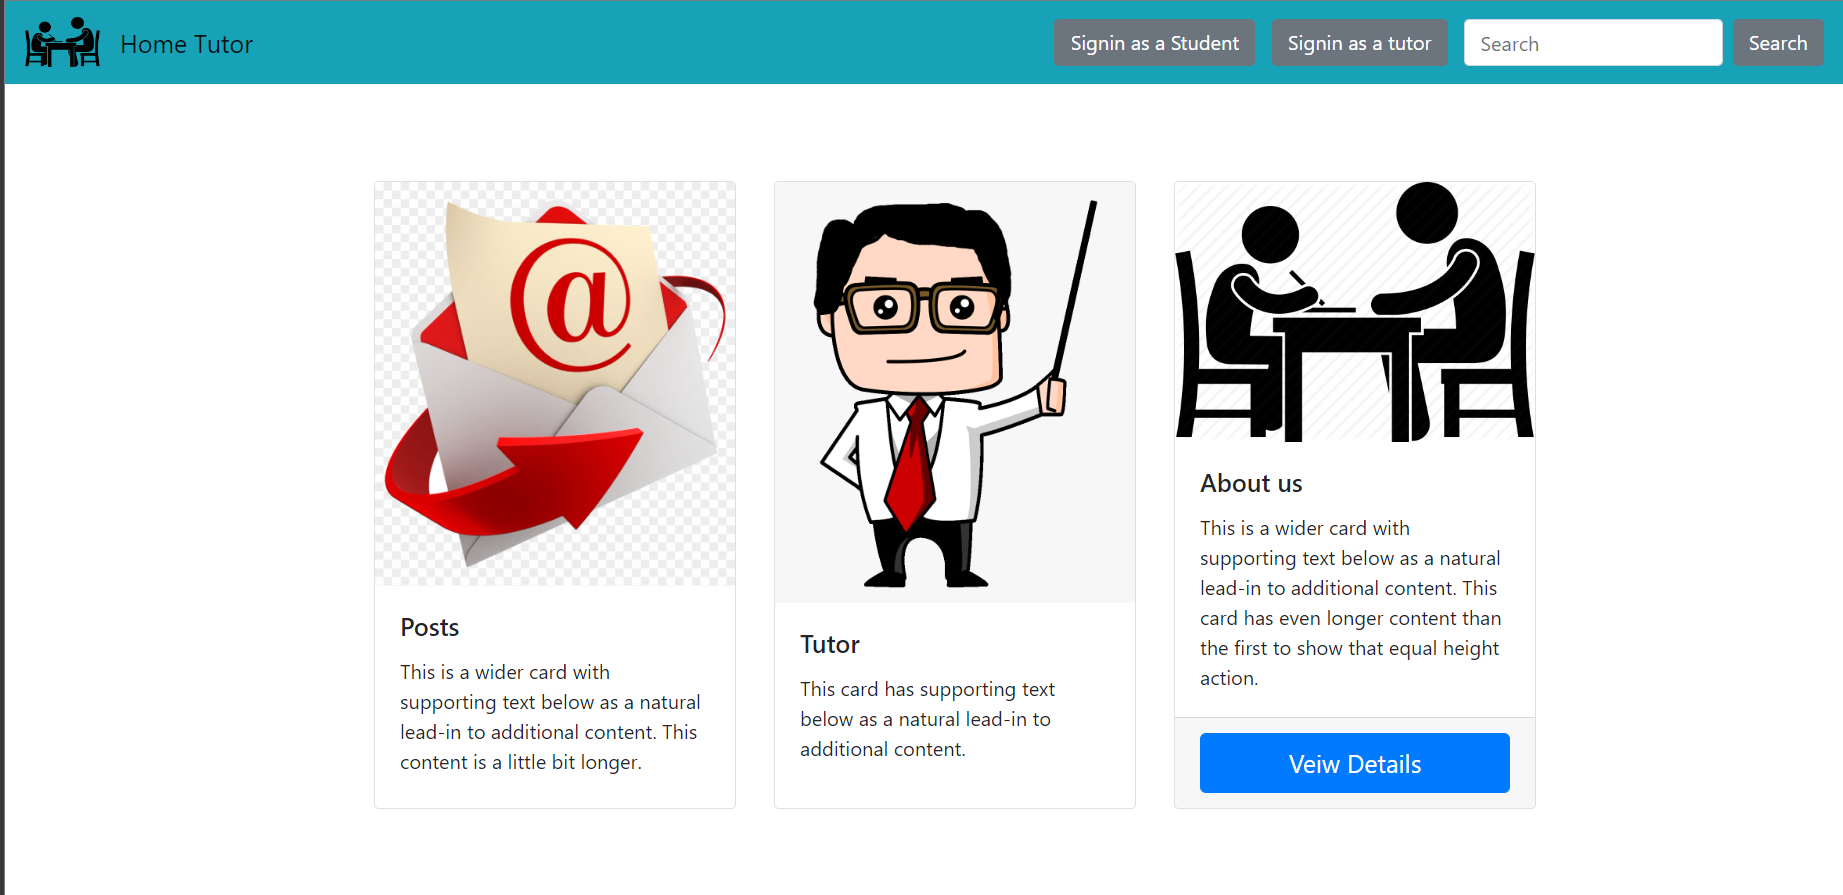 Home Tutor
Signin as a Student
Signin as a tutor
Search
Search
@
Posts
This is a wider card with
supporting text below as a natural
lead-in to additional content. This
content is a little bit longer.
Tutor
This card has supporting text
below as a natural lead-in to
additional content.
About us
This is a wider card with
supporting text below as a natural
lead-in to additional content. This
card has even longer content than
the first to show that equal height
action.
Veiw Details